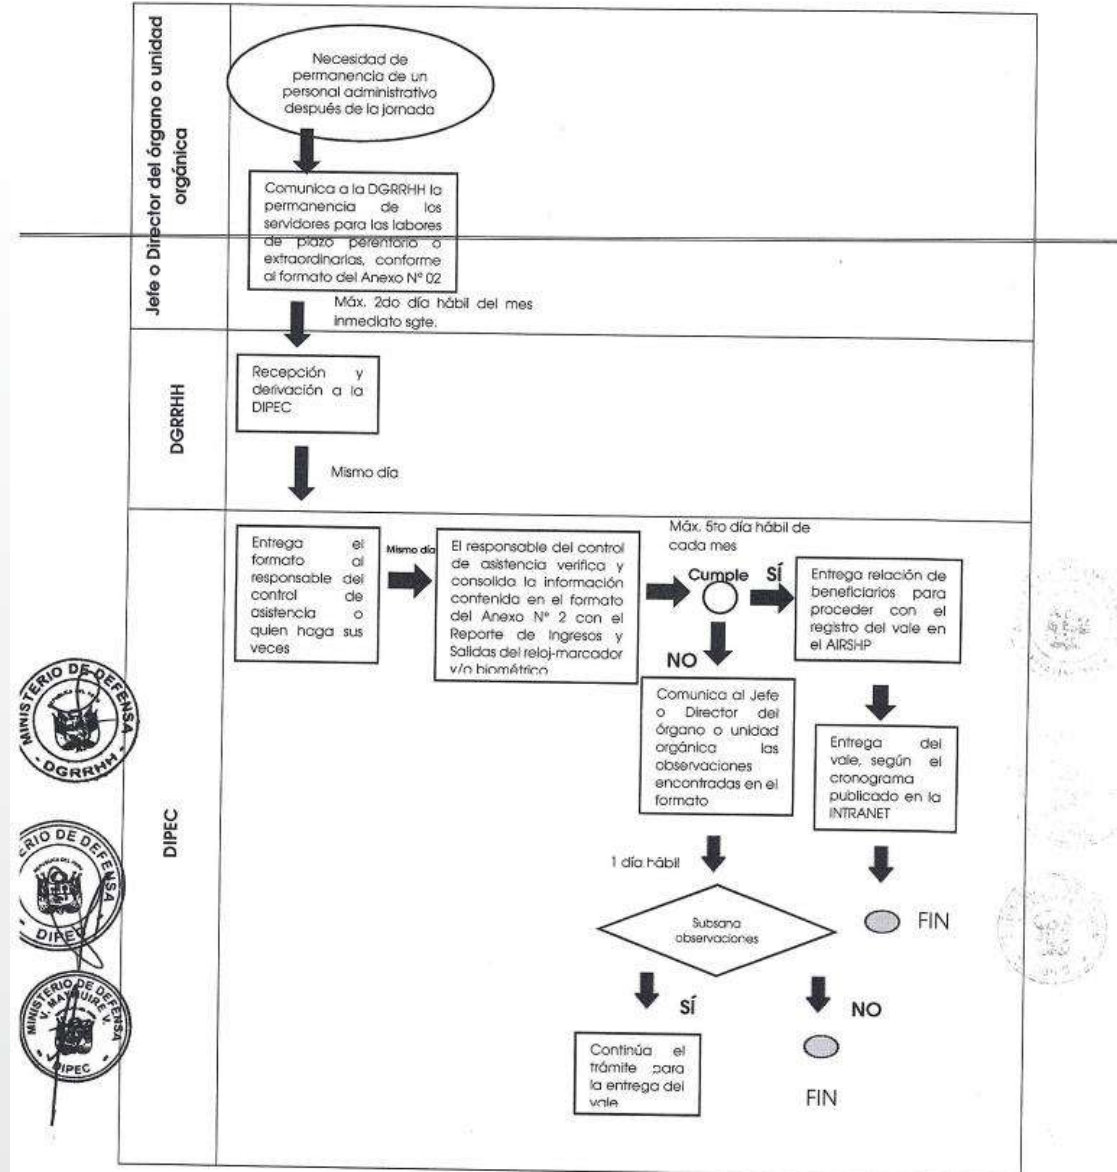 Jefe o Director del órgano o unidad
orgánica
Necesidad de
permanencia de un
personal administrativo
después de la jornada
Comunica a la DGRRHH la
permanencia de los
servidores para las labores
de plazo perentorio o
extraordinarias, conforme
al formato del Anexo N° 02
Máx. 2do día hábil del mes
inmediato sgte.
DGRRHH
Recepción y
derivación a la
DIPEC
Mismo día
DIPEC
Entrega el
formato al
responsable del
control de
asistencia o
quien haga sus
veces
Mismo día
El responsable del control
de asistencia verifica y
consolida la información
contenida en el formato
del Anexo N° 2 con el
Reporte de Ingresos y
Salidas del reloj-marcador
y/o biométrico
Máx. 5to día hábil de
cada mes
Cumple
SÍ
Entrega relación de
beneficiarios para
proceder con el
registro del vale en
el AIRSHP
NO
Comunica al Jefe
o Director del
órgano o unidad
orgánica las
observaciones
encontradas en el
formato
Entrega del
vale, según el
cronograma
publicado en la
INTRANET
1 día hábil
Subsana
observaciones
FIN
SÍ
NO
Continúa el
trámite para
la entrega del
vale
FIN
MINISTERIO DE DEFENSA
DGRRHH
ERIO DE DEFENSA
DIPEC
MINISTERIO DE DEFENSA
DIPEC